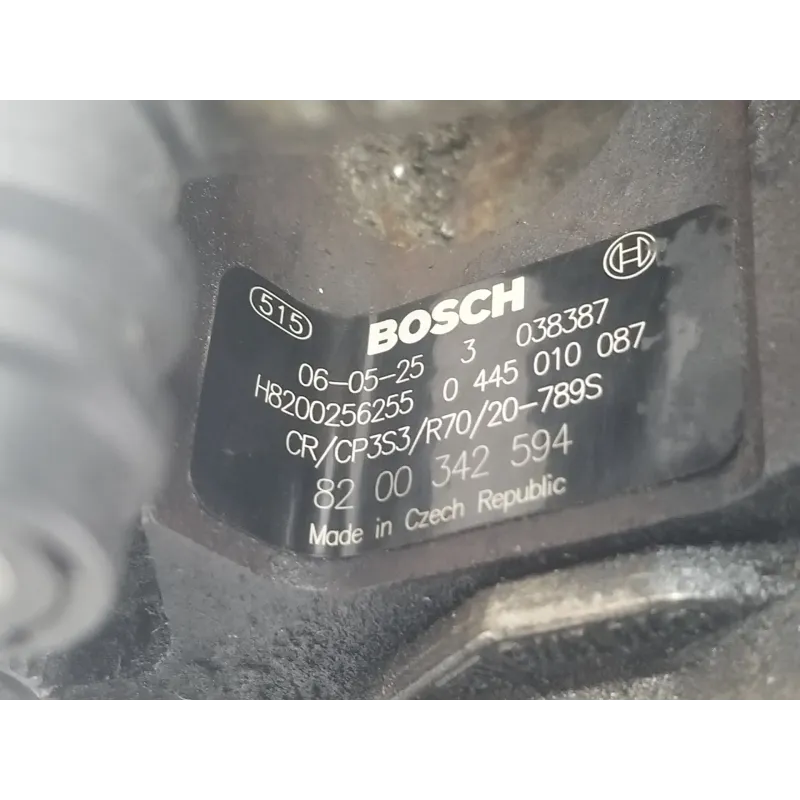 515
BOSCH
06-05-25 3 038387
H8200256255 0 445 010 087
CR/CP3S3/R70/20-789S
82 00 342 594
Made in Czech Republic